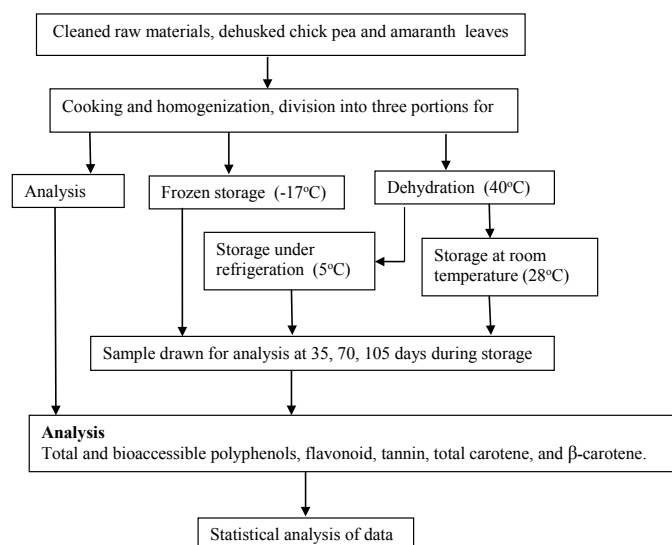 Cleaned raw materials, dehusked chick pea and amaranth leaves
Cooking and homogenization, division into three portions for
Analysis
Frozen storage (-17°C)
Dehydration (40°C)
Storage under
refrigeration (5°C)
Storage at room
temperature (28°C)
Sample drawn for analysis at 35, 70, 105 days during storage
Analysis
Total and bioaccessible polyphenols, flavonoid, tannin, total carotene, and β-carotene.
Statistical analysis of data